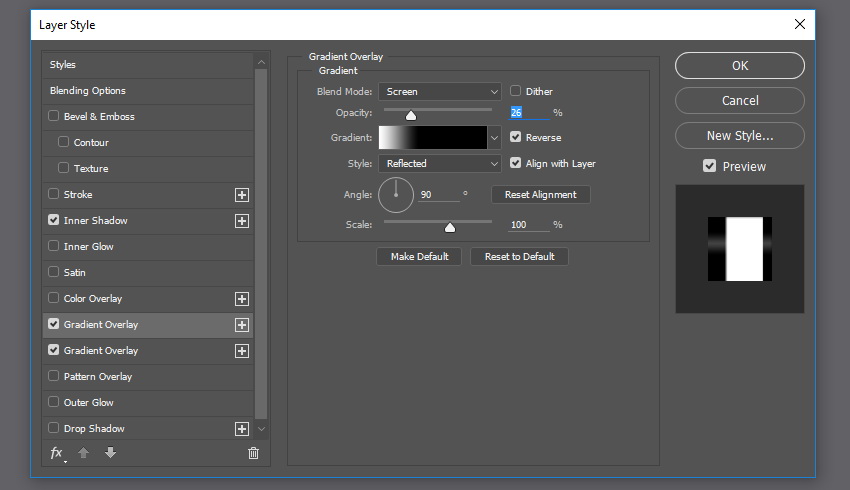 Layer Style
Styles
Blending Options
Bevel & Emboss
Contour
Texture
Stroke
Inner Shadow
Inner Glow
Satin
Color Overlay
Gradient Overlay
Gradient Overlay
Pattern Overlay
Outer Glow
Drop Shadow
fx
Gradient Overlay
Gradient
Blend Mode: Screen Dither
Opacity: 26 %
Gradient: Reverse
Style: Reflected Align with Layer
Angle: 90 ° Reset Alignment
Scale: 100 %
Make Default Reset to Default
OK
Cancel
New Style...
Preview